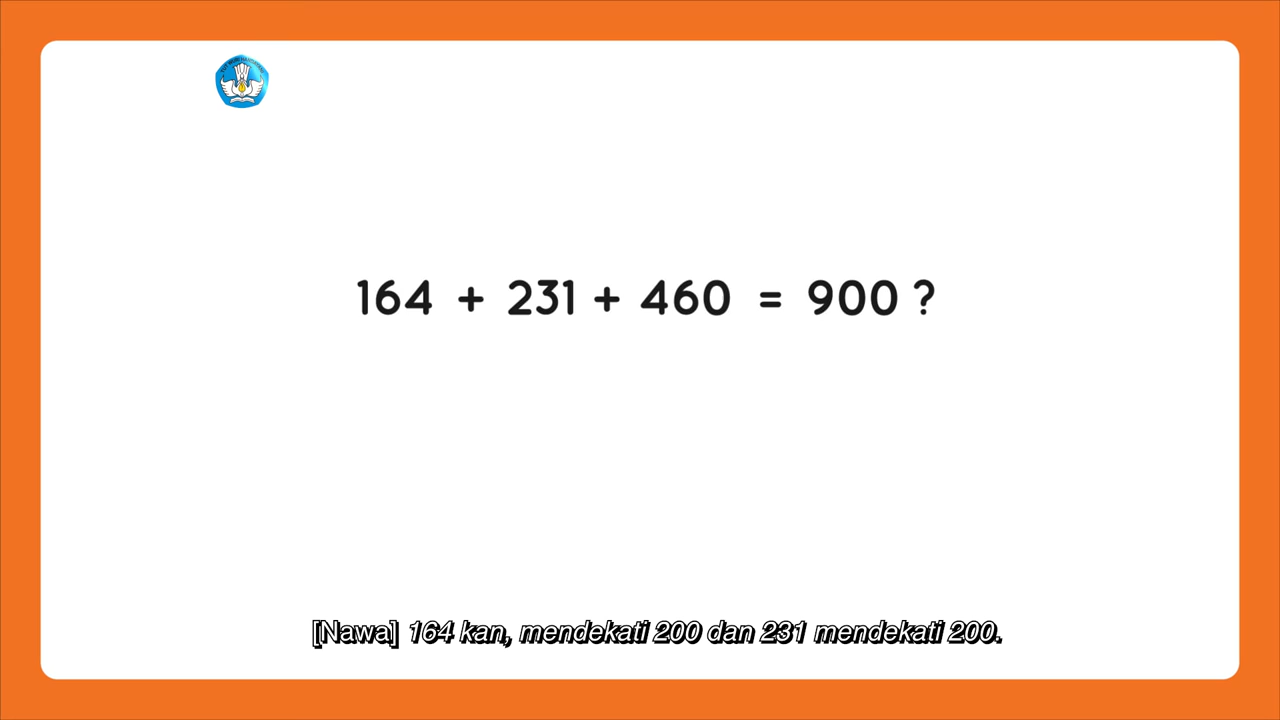 164 + 231 + 460 = 900 ?
[Nawa] 164 kan, mendekati 200 dan 231 mendekati 200.